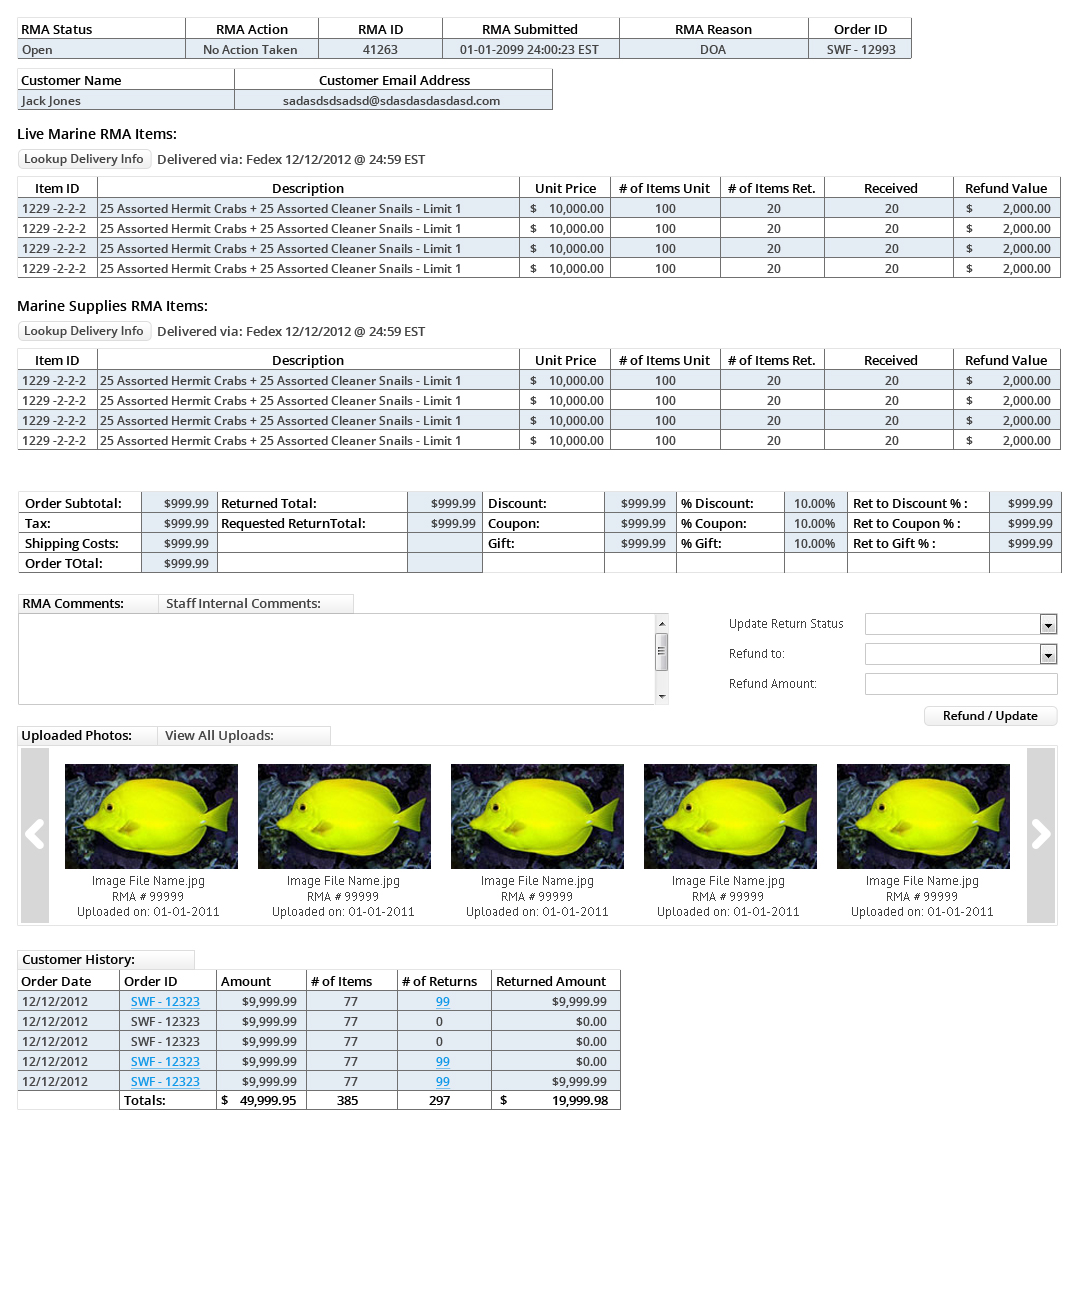 RMA Status RMA Action RMA ID RMA Submitted RMA Reason Order ID
Open No Action Taken 41263 01-01-2099 24:00:23 EST DOA SWF - 12993
Customer Name Customer Email Address
Jack Jones sadasdsdsadsd@sdasdasdasdasd.com
Live Marine RMA Items:
Lookup Delivery Info Delivered via: Fedex 12/12/2012 @ 24:59 EST
Item ID Description Unit Price # of Items Unit # of Items Ret. Received Refund Value
1229 -2-2-2 25 Assorted Hermit Crabs + 25 Assorted Cleaner Snails - Limit 1 $ 10,000.00 100 20 20 $ 2,000.00
1229 -2-2-2 25 Assorted Hermit Crabs + 25 Assorted Cleaner Snails - Limit 1 $ 10,000.00 100 20 20 $ 2,000.00
1229 -2-2-2 25 Assorted Hermit Crabs + 25 Assorted Cleaner Snails - Limit 1 $ 10,000.00 100 20 20 $ 2,000.00
1229 -2-2-2 25 Assorted Hermit Crabs + 25 Assorted Cleaner Snails - Limit 1 $ 10,000.00 100 20 20 $ 2,000.00
Marine Supplies RMA Items:
Lookup Delivery Info Delivered via: Fedex 12/12/2012 @ 24:59 EST
Item ID Description Unit Price # of Items Unit # of Items Ret. Received Refund Value
1229 -2-2-2 25 Assorted Hermit Crabs + 25 Assorted Cleaner Snails - Limit 1 $ 10,000.00 100 20 20 $ 2,000.00
1229 -2-2-2 25 Assorted Hermit Crabs + 25 Assorted Cleaner Snails - Limit 1 $ 10,000.00 100 20 20 $ 2,000.00
1229 -2-2-2 25 Assorted Hermit Crabs + 25 Assorted Cleaner Snails - Limit 1 $ 10,000.00 100 20 20 $ 2,000.00
1229 -2-2-2 25 Assorted Hermit Crabs + 25 Assorted Cleaner Snails - Limit 1 $ 10,000.00 100 20 20 $ 2,000.00
Order Subtotal: $999.99 Returned Total: $999.99 Discount: $999.99 % Discount: 10.00% Ret to Discount % : $999.99
Tax: $999.99 Requested ReturnTotal: $999.99 Coupon: $999.99 % Coupon: 10.00% Ret to Coupon % : $999.99
Shipping Costs: $999.99 Gift: $999.99 % Gift: 10.00% Ret to Gift % : $999.99
Order TOtal: $999.99
RMA Comments: Staff Internal Comments:
Update Return Status
Refund to:
Refund Amount:
Refund / Update
Uploaded Photos: View All Uploads:
Image File Name.jpg Image File Name.jpg Image File Name.jpg Image File Name.jpg Image File Name.jpg
RMA # 99999 RMA # 99999 RMA # 99999 RMA # 99999 RMA # 99999
Uploaded on: 01-01-2011 Uploaded on: 01-01-2011 Uploaded on: 01-01-2011 Uploaded on: 01-01-2011 Uploaded on: 01-01-2011
Customer History:
Order Date Order ID Amount # of Items # of Returns Returned Amount
12/12/2012 SWF - 12323 $9,999.99 77 99 $9,999.99
12/12/2012 SWF - 12323 $9,999.99 77 0 $0.00
12/12/2012 SWF - 12323 $9,999.99 77 0 $0.00
12/12/2012 SWF - 12323 $9,999.99 77 99 $0.00
12/12/2012 SWF - 12323 $9,999.99 77 99 $9,999.99
Totals: $ 49,999.95 385 297 $ 19,999.98